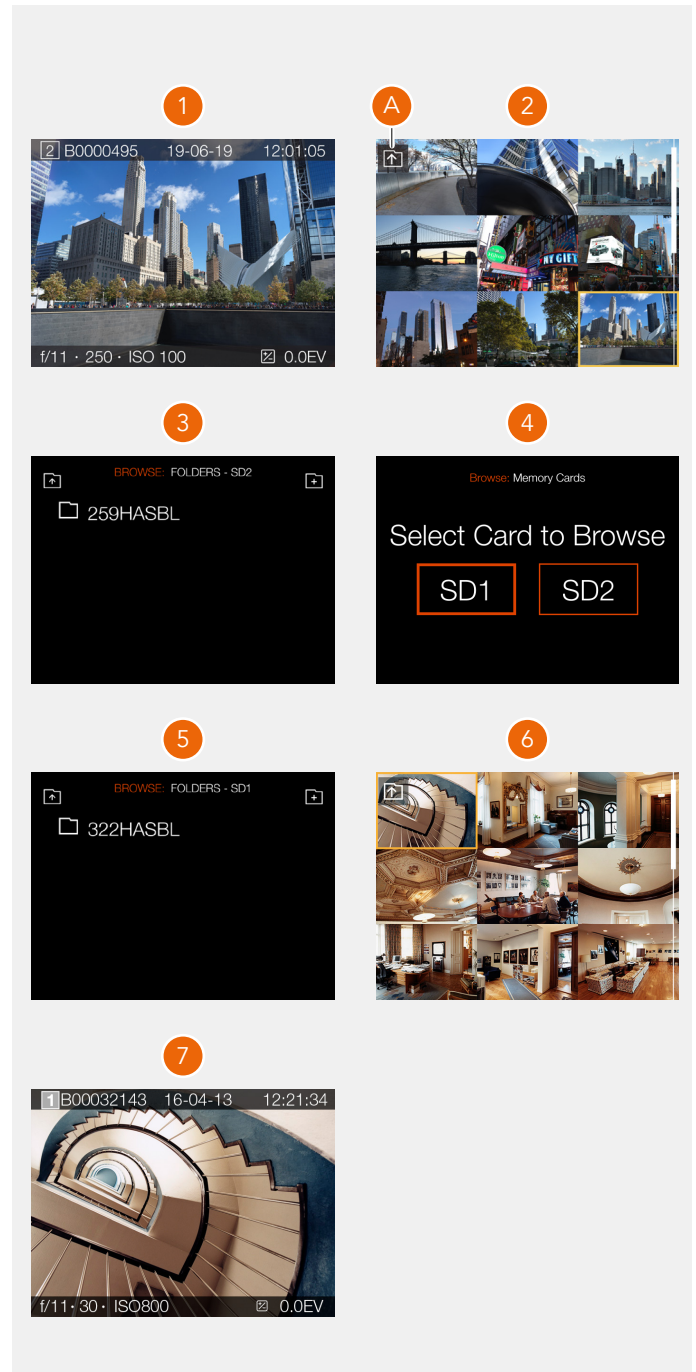 1
2 B0000495 19-06-19 12:01:05
f/11 · 250 · ISO 100 0.0EV
A
2
NY GIFT
3
BROWSE: FOLDERS - SD2
259HASBL
4
Browse: Memory Cards
Select Card to Browse
SD1 SD2
5
BROWSE: FOLDERS - SD1
322HASBL
6
7
1 B00032143 16-04-13 12:21:34
f/11 · 30 · ISO800 0.0EV